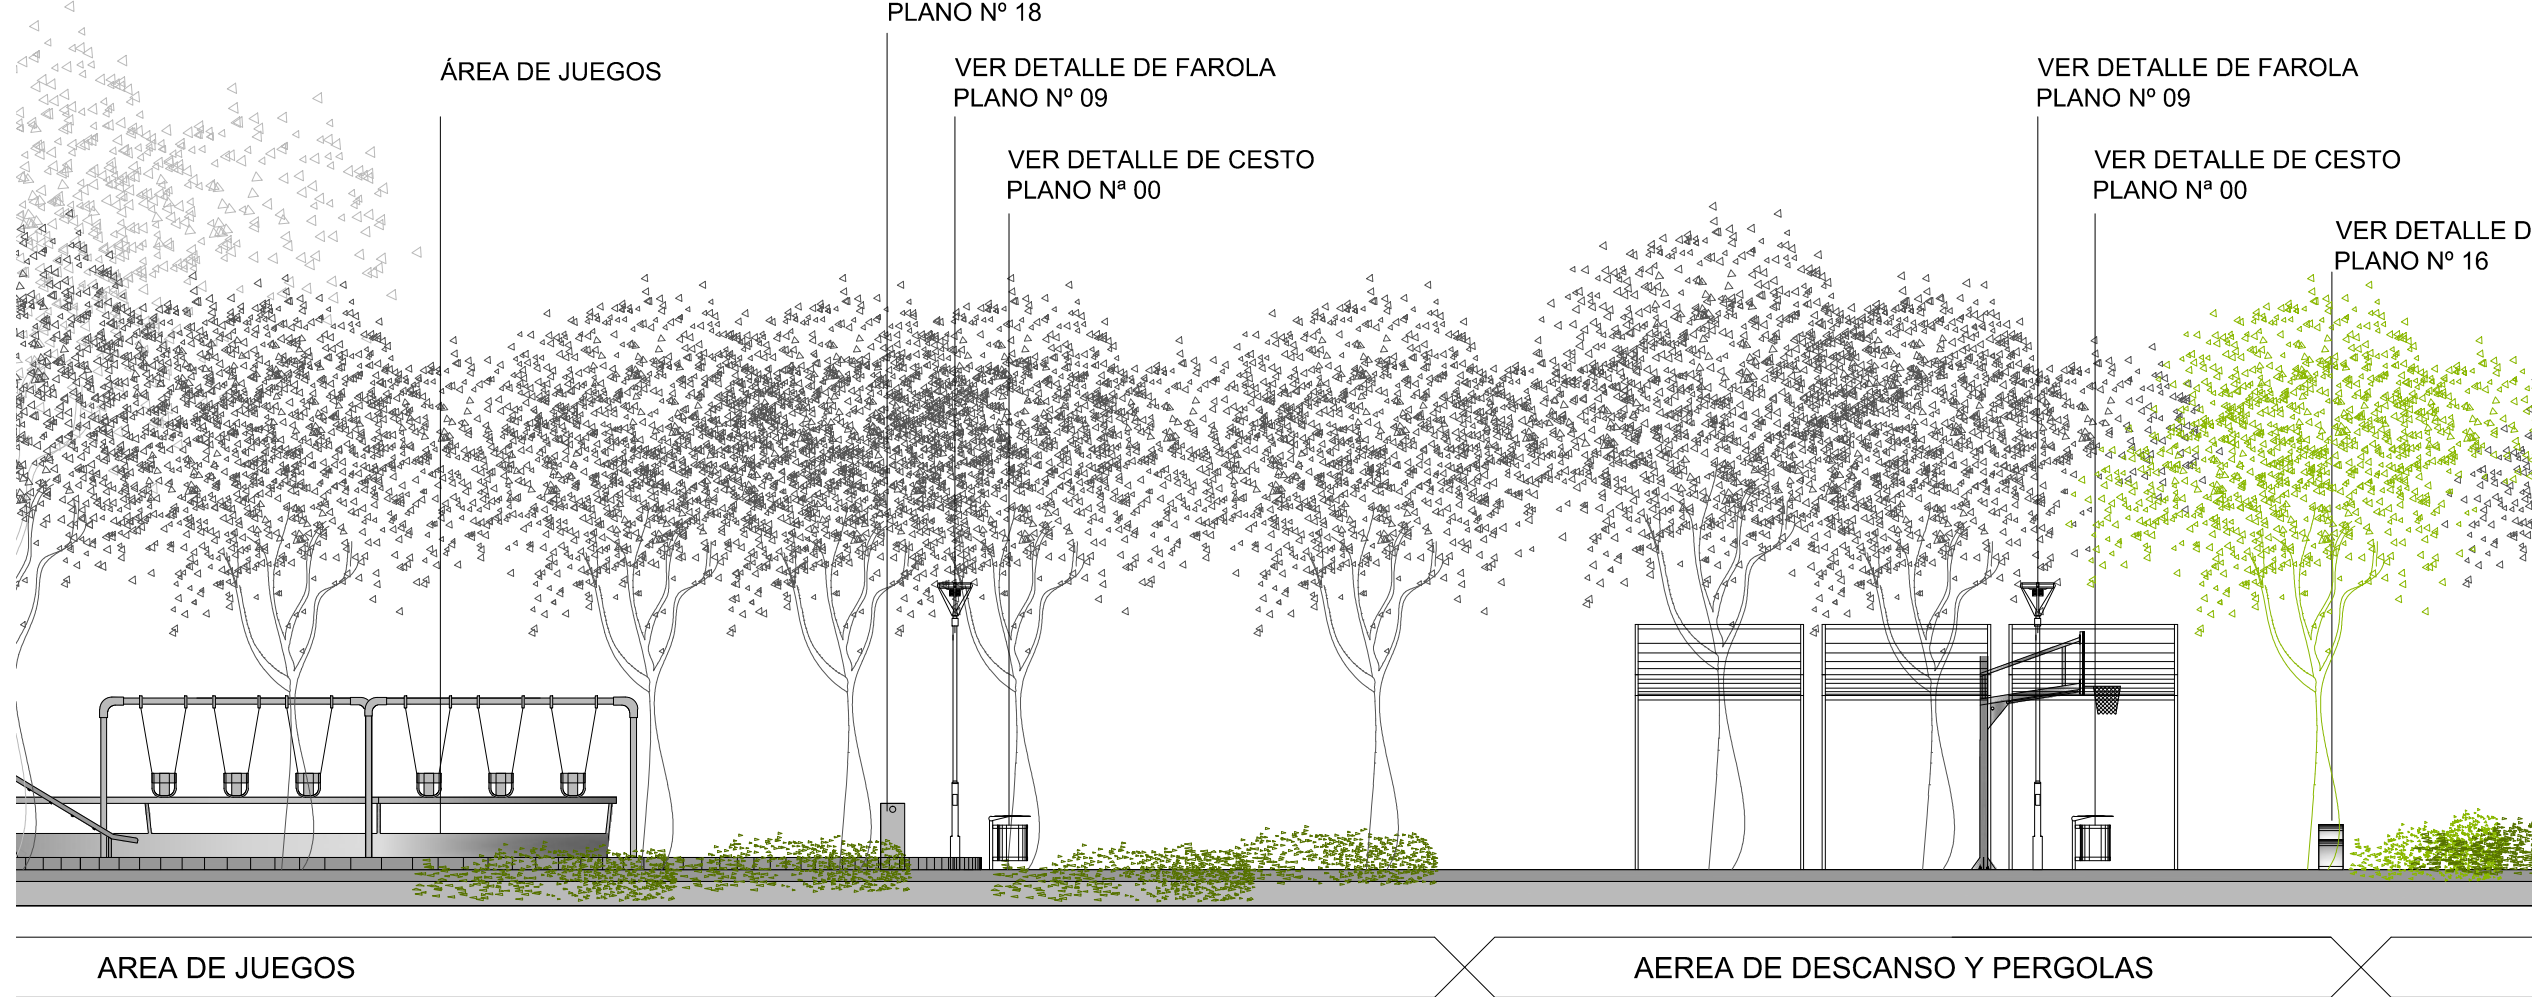 PLANO Nº 18
ÁREA DE JUEGOS
VER DETALLE DE FAROLA
PLANO Nº 09
VER DETALLE DE CESTO
PLANO Nª 00
VER DETALLE DE FAROLA
PLANO Nº 09
VER DETALLE DE CESTO
PLANO Nª 00
VER DETALLE D
PLANO Nº 16
AREA DE JUEGOS
AEREA DE DESCANSO Y PERGOLAS